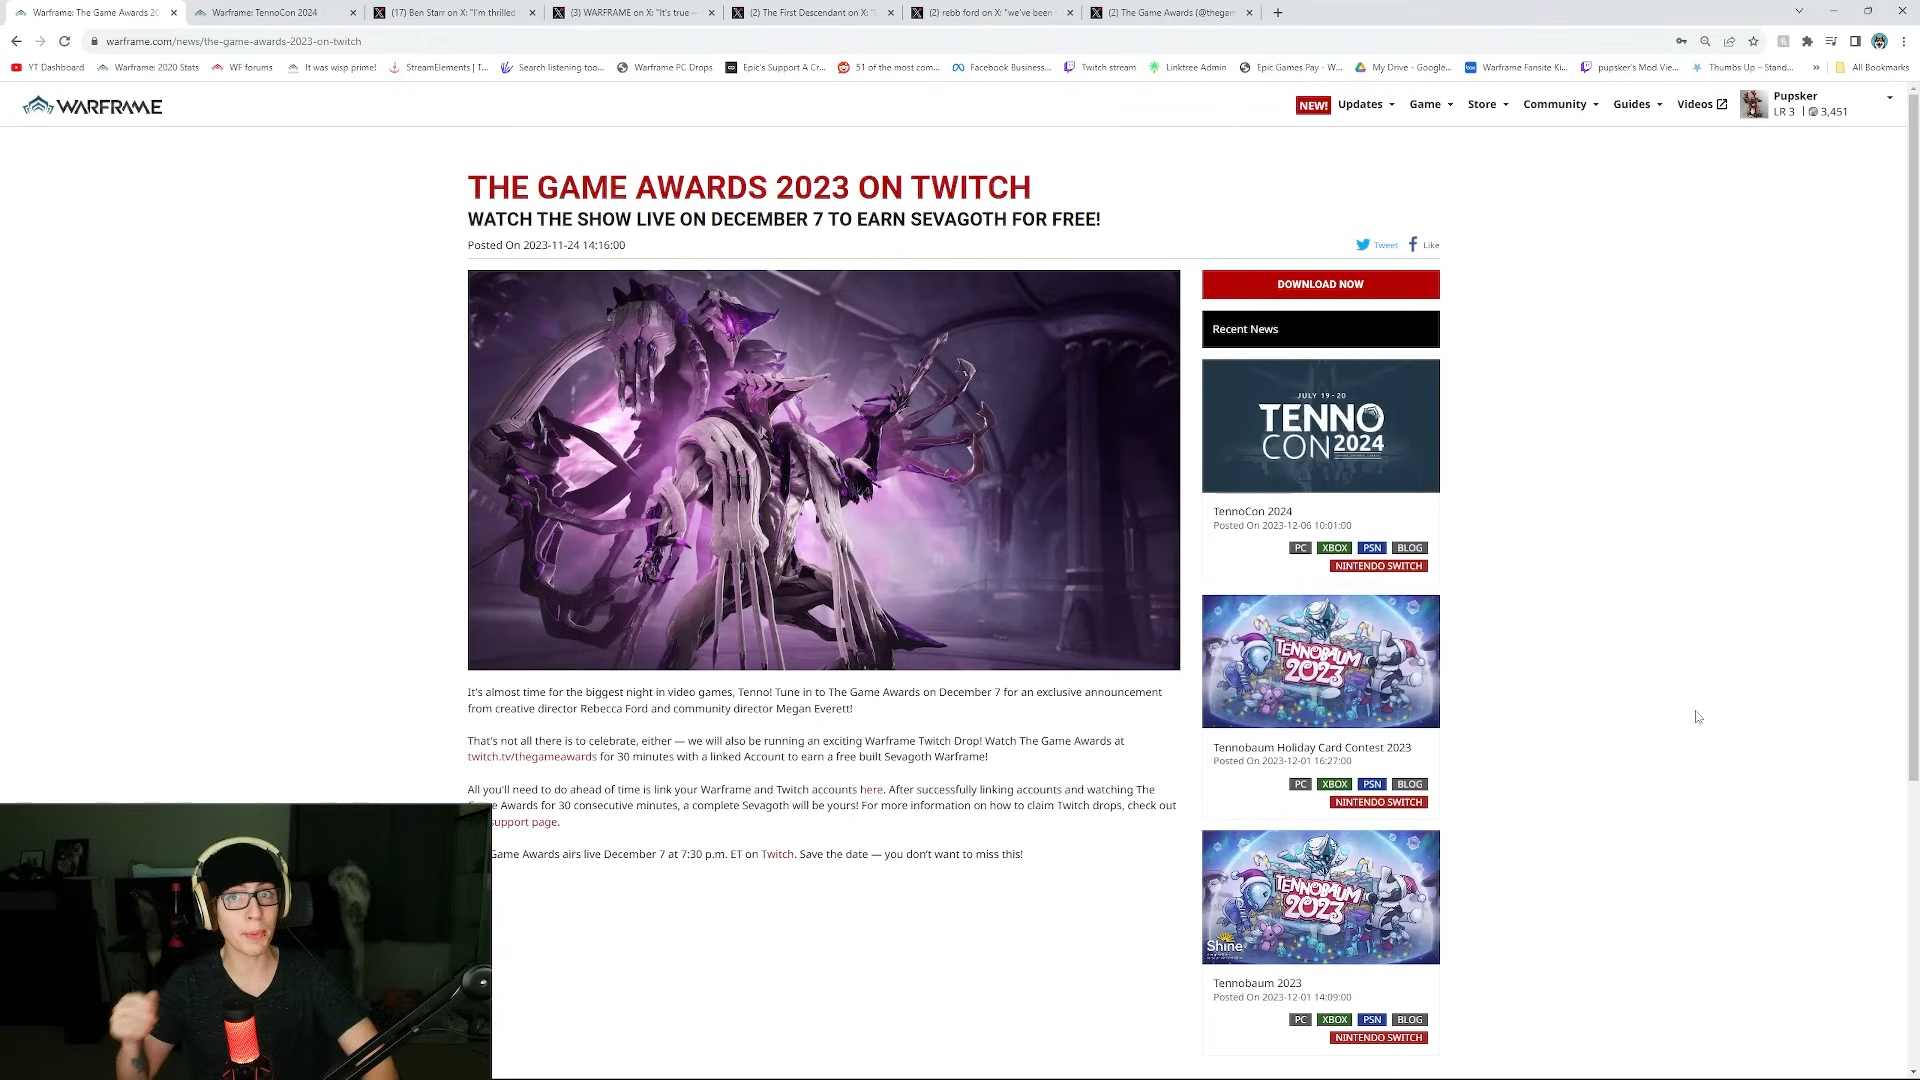 Warframe: The Game Awards 20
Warframe: TennoCon 2024
(17) Ben Starr on X: "I'm thrilled
(3) WARFRAME on X: "It's true —
(2) The First Descendant on X: "
(2) rebb ford on X: "we've been
(2) The Game Awards (@thegam
warframe.com/news/the-game-awards-2023-on-twitch
YT Dashboard
Warframe: 2020 Stats
WF forums
It was wisp prime!
StreamElements | T...
Search listening too...
Warframe PC Drops
Epic's Support A Cr...
51 of the most com...
Facebook Business...
Twitch stream
Linktree Admin
Epic Games Pay - W...
My Drive - Google...
Warframe Fansite Ki...
pupsker's Mod Vie...
Thumbs Up – Stand...
»
All Bookmarks
WARFRAME
NEW! Updates
Game
Store
Community
Guides
Videos
Pupsker
LR 3 | 3,451
THE GAME AWARDS 2023 ON TWITCH
WATCH THE SHOW LIVE ON DECEMBER 7 TO EARN SEVAGOTH FOR FREE!
Posted On 2023-11-24 14:16:00
Tweet
Like
It's almost time for the biggest night in video games, Tenno! Tune in to The Game Awards on December 7 for an exclusive announcement
from creative director Rebecca Ford and community director Megan Everett!
That's not all there is to celebrate, either — we will also be running an exciting Warframe Twitch Drop! Watch The Game Awards at
twitch.tv/thegameawards for 30 minutes with a linked Account to earn a free built Sevagoth Warframe!
All you'll need to do ahead of time is link your Warframe and Twitch accounts here. After successfully linking accounts and watching The
Awards for 30 consecutive minutes, a complete Sevagoth will be yours! For more information on how to claim Twitch drops, check out
support page.
Game Awards airs live December 7 at 7:30 p.m. ET on Twitch. Save the date — you don't want to miss this!
DOWNLOAD NOW
Recent News
JULY 19-20
TENNO
CON 2024
TennoCon 2024
Posted On 2023-12-06 10:01:00
PC XBOX PSN BLOG
NINTENDO SWITCH
TENNOBAUM
2023
Tennobaum Holiday Card Contest 2023
Posted On 2023-12-01 16:27:00
PC XBOX PSN BLOG
NINTENDO SWITCH
TENNOBAUM
2023
Shine
Tennobaum 2023
Posted On 2023-12-01 14:09:00
PC XBOX PSN BLOG
NINTENDO SWITCH